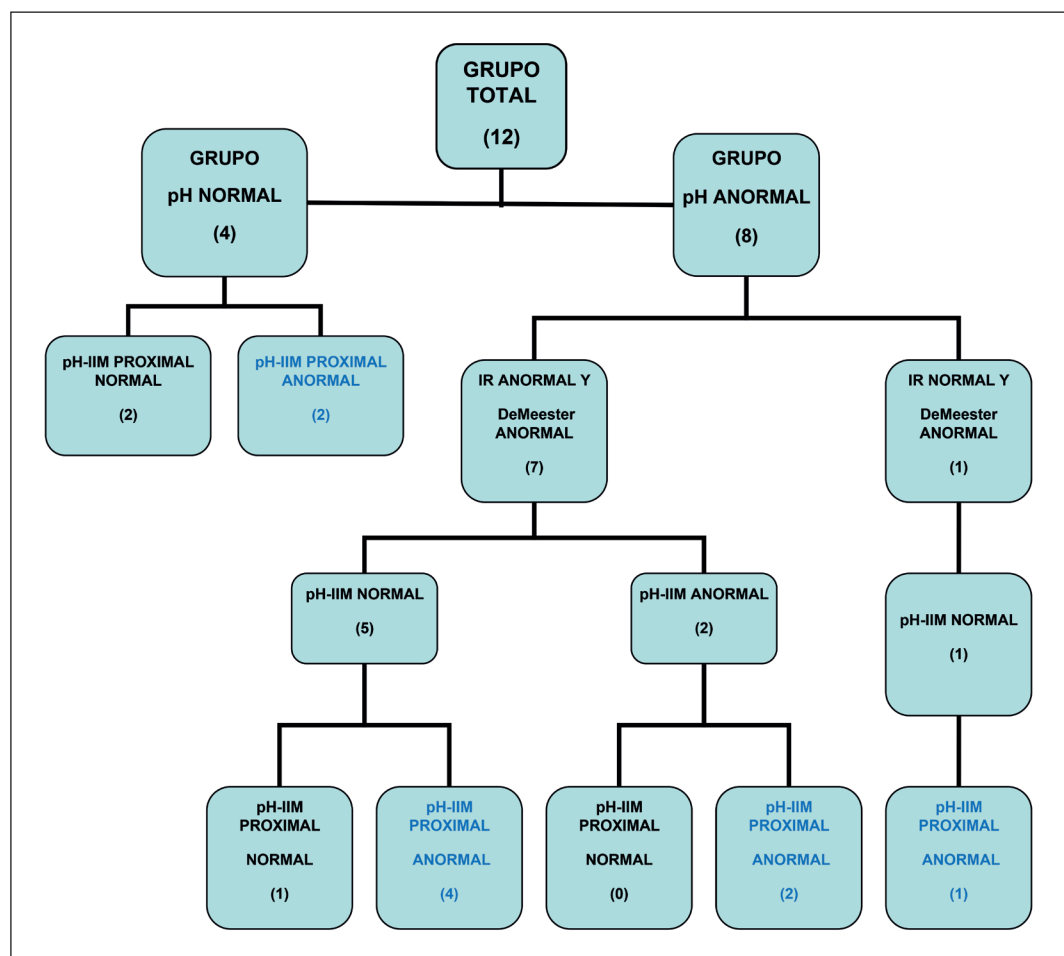 GRUPO
TOTAL
(12)
GRUPO
pH NORMAL
(4)
GRUPO
pH ANORMAL
(8)
pH-IIM PROXIMAL
NORMAL
(2)
pH-IIM PROXIMAL
ANORMAL
(2)
IR ANORMAL Y
DeMeester
ANORMAL
(7)
IR NORMAL Y
DeMeester
ANORMAL
(1)
pH-IIM NORMAL
(5)
pH-IIM ANORMAL
(2)
pH-IIM NORMAL
(1)
pH-IIM
PROXIMAL
NORMAL
(1)
pH-IIM
PROXIMAL
ANORMAL
(4)
pH-IIM
PROXIMAL
NORMAL
(0)
pH-IIM
PROXIMAL
ANORMAL
(2)
pH-IIM
PROXIMAL
ANORMAL
(1)